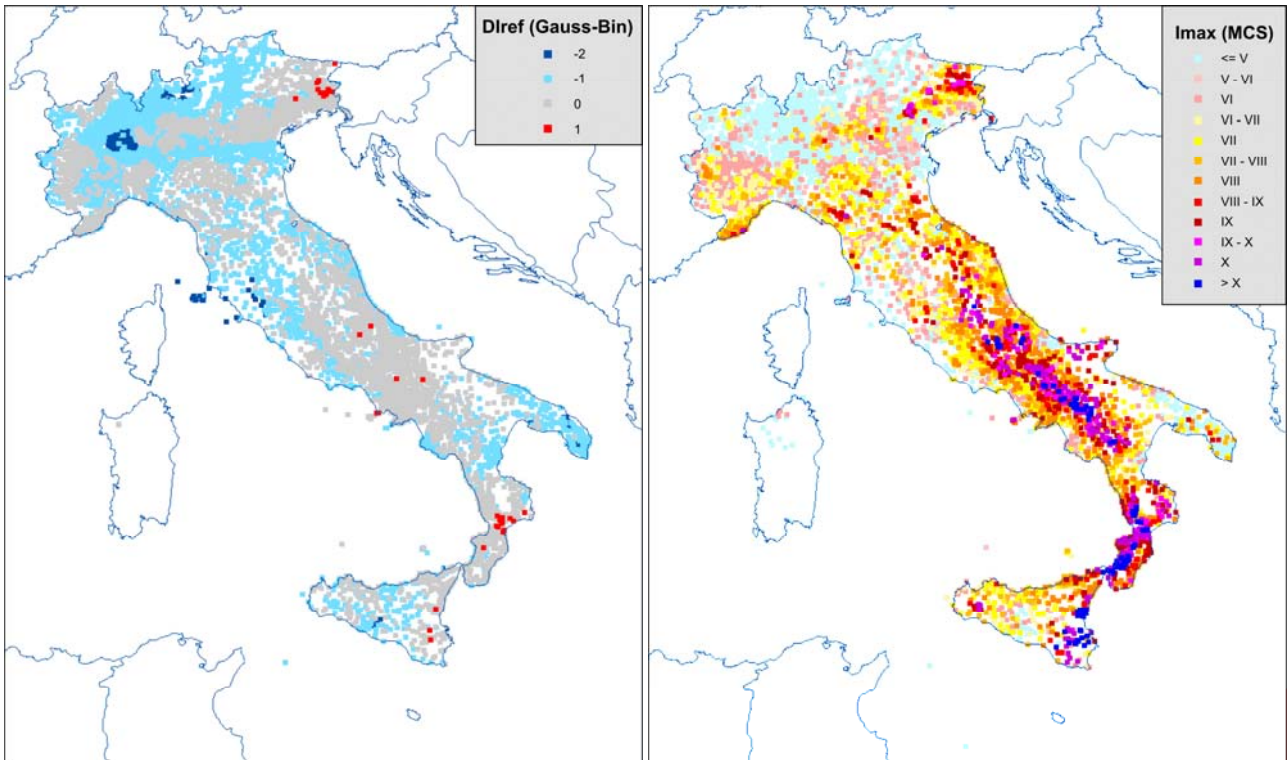 DIref (Gauss-Bin)
-2
-1
0
1
Imax (MCS)
<= V
V - VI
VI
VI - VII
VII
VII - VIII
VIII
VIII - IX
IX
IX - X
X
> X